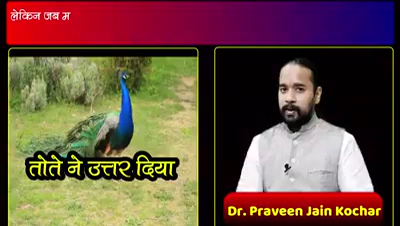 लेकिन जब म
तोते ने उत्तर दिया
Dr. Praveen Jain Kochar